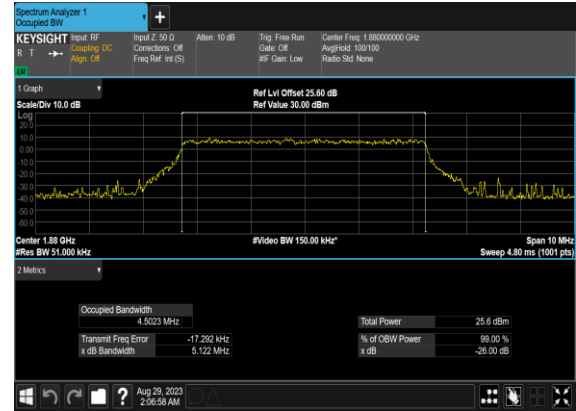 Spectrum Analyzer 1
Occupied BW
+
KEYSIGHT Input: RF Input Z: 50 Ω Atten: 10 dB Trig: Free Run Center Freq: 1.880000000 GHz
R T Coupling: DC Corrections: Off Gate: Off Avg|Hold: 100/100
Align: Off Freq Ref: Int (S) #IF Gain: Low Radio Std: None
LU
1 Graph
Ref Lvl Offset 25.60 dB
Scale/Div 10.0 dB Ref Value 30.00 dBm
Log
20.0
10.0
0.00
-10.0
-20.0
-30.0
-40.0
-50.0
-60.0
Center 1.88 GHz #Video BW 150.00 kHz* Span 10 MHz
#Res BW 51.000 kHz Sweep 4.80 ms (1001 pts)
2 Metrics
Occupied Bandwidth
4.5023 MHz Total Power 25.6 dBm
Transmit Freq Error -17.292 kHz % of OBW Power 99.00 %
x dB Bandwidth 5.122 MHz x dB -26.00 dB
? Aug 29, 2023
2:06:58 AM